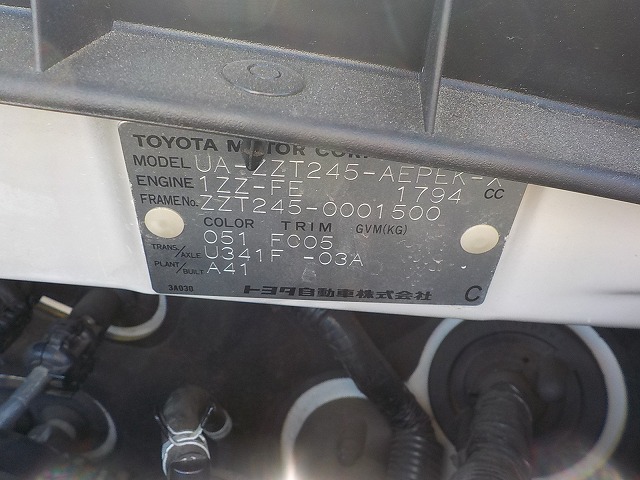 TOYOTA MOTOR
MODEL UA-ZZT245-AEPEK-X
ENGINE 1ZZ-FE 1794 CC
FRAME No. ZZT245-0001500
COLOR TRIM GVM(KG)
051 FC05
TRANS/AXLE U341F -03A
PLANT/BUILT A41
3A030 トヨタ自動車株式会社 C